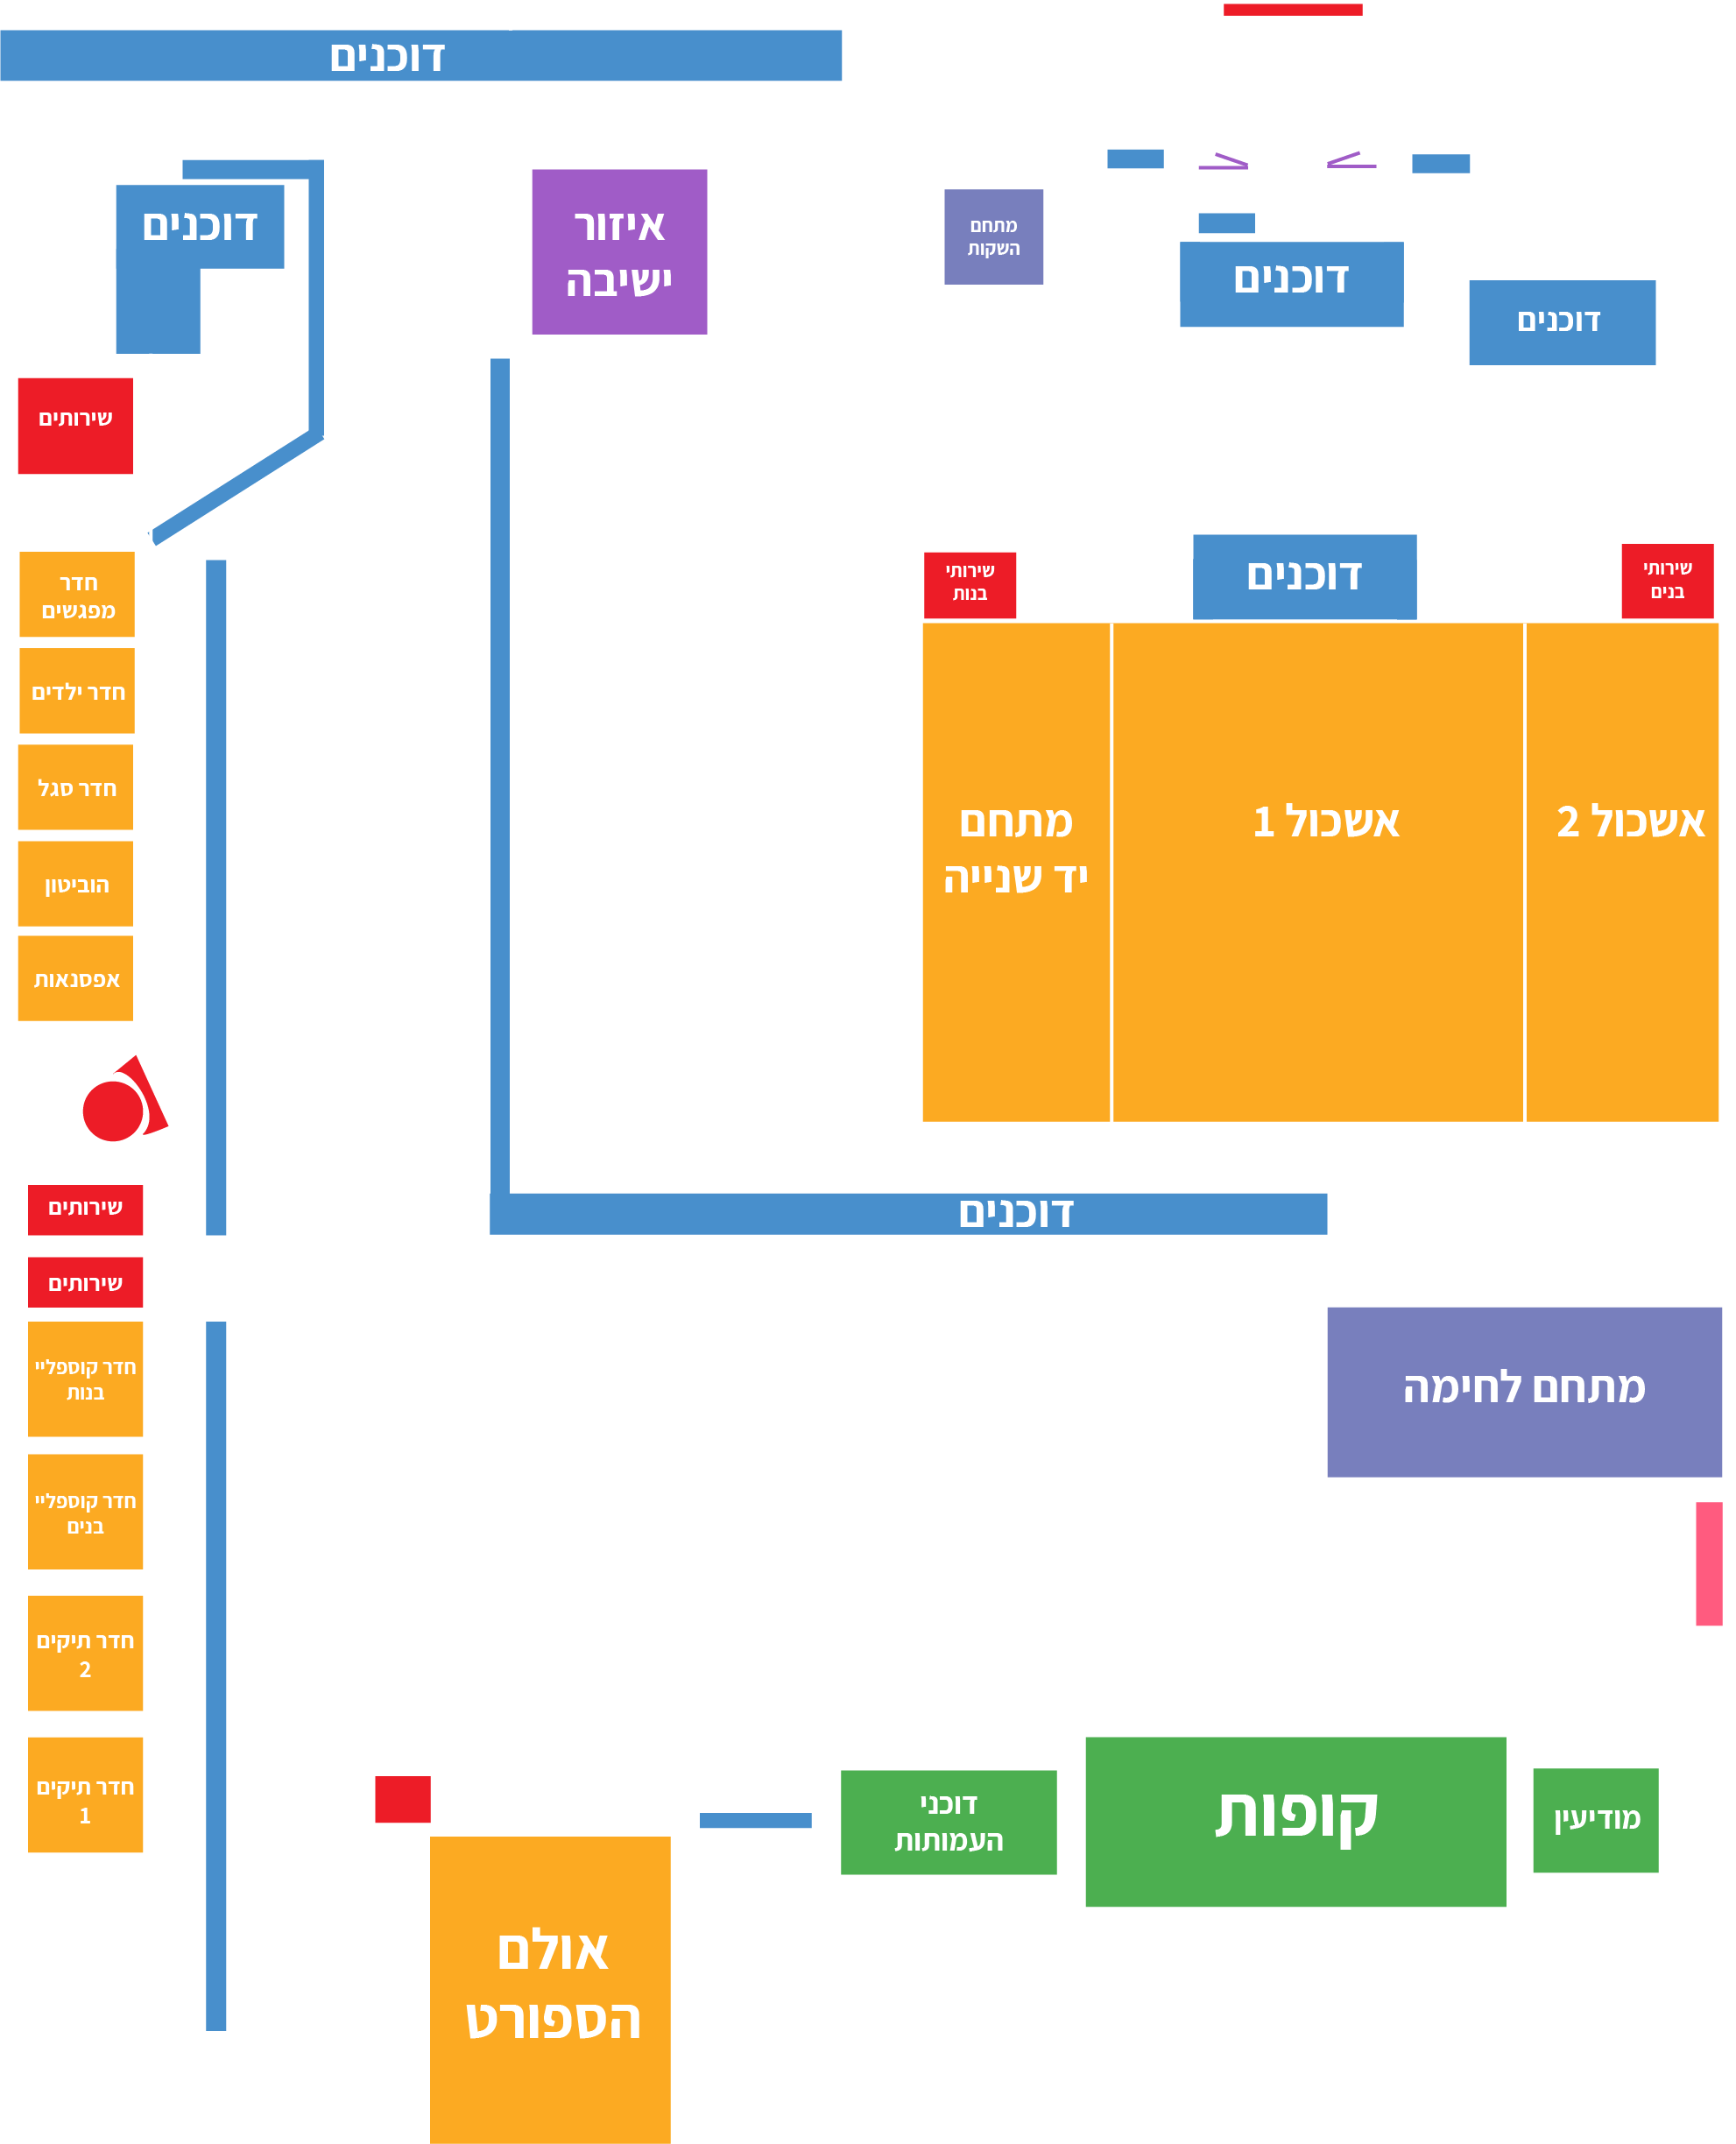 דוכנים
דוכנים
איזור
ישיבה
מתחם
השקות
דוכנים
דוכנים
שירותים
חדר
מפגשים
חדר ילדים
חדר סגל
הוביטון
אפסנאות
שירותי
בנות
דוכנים
שירותי
בנים
מתחם
יד שנייה
אשכול 1
אשכול 2
שירותים
דוכנים
שירותים
חדר קוספליי
בנות
מתחם לחימה
חדר קוספליי
בנים
חדר תיקים
2
חדר תיקים
1
דוכני
העמותות
קופות
מודיעין
אולם
הספורט